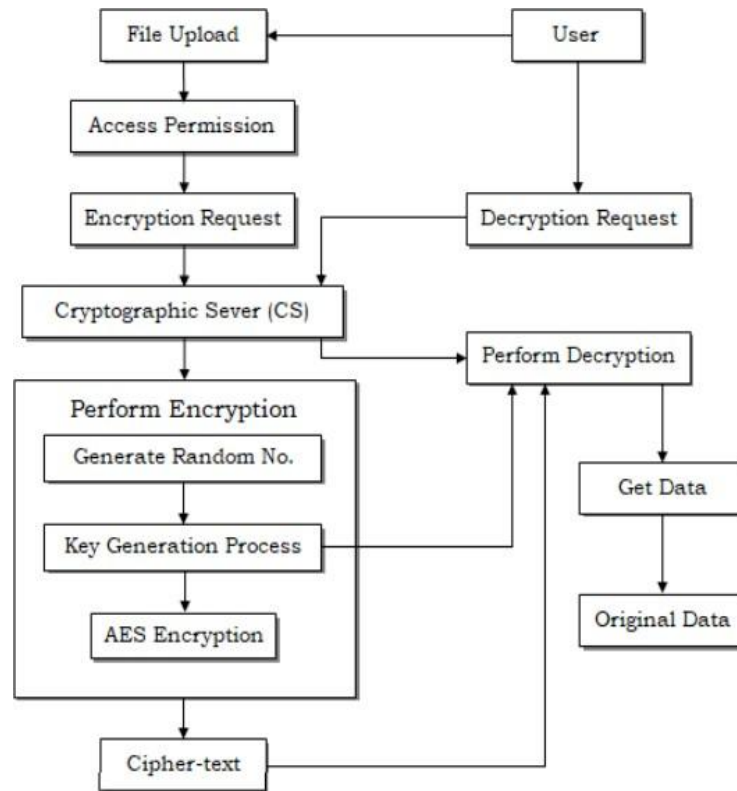 File Upload
User
Access Permission
Encryption Request
Decryption Request
Cryptographic Sever (CS)
Perform Decryption
Perform Encryption
Generate Random No.
Get Data
Key Generation Process
AES Encryption
Original Data
Cipher-text